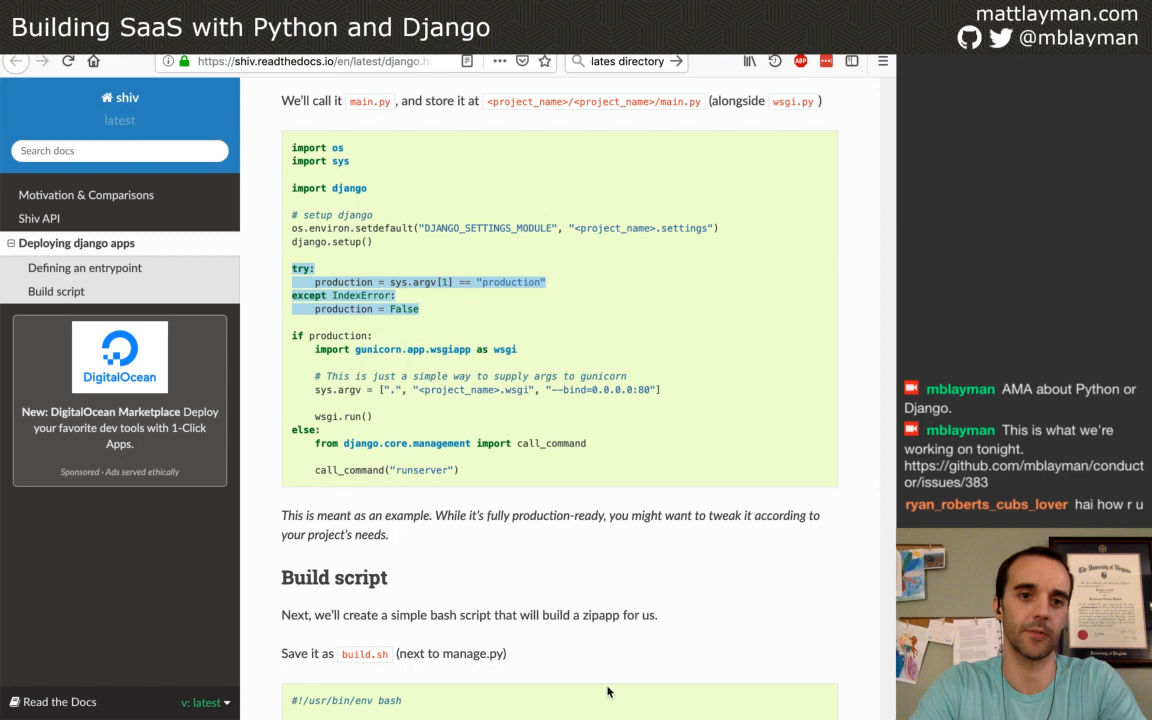 Building SaaS with Python and Django
mattlayman.com
@mblayman
https://shiv.readthedocs.io/en/latest/django.h
lates directory
ABP
shiv
latest
Search docs
Motivation & Comparisons
Shiv API
Deploying django apps
Defining an entrypoint
Build script
DigitalOcean
New: DigitalOcean Marketplace Deploy
your favorite dev tools with 1-Click
Apps.
Sponsored · Ads served ethically
Read the Docs
v: latest
We'll call it main.py , and store it at <project_name>/<project_name>/main.py (alongside wsgi.py )
import os
import sys
import django
# setup django
os.environ.setdefault("DJANGO_SETTINGS_MODULE", "<project_name>.settings")
django.setup()
try:
    production = sys.argv[1] == "production"
except IndexError:
    production = False
if production:
    import gunicorn.app.wsgiapp as wsgi
    # This is just a simple way to supply args to gunicorn
    sys.argv = [".", "<project_name>.wsgi", "--bind=0.0.0.0:80"]
    wsgi.run()
else:
    from django.core.management import call_command
    call_command("runserver")
This is meant as an example. While it's fully production-ready, you might want to tweak it according to
your project's needs.
Build script
Next, we'll create a simple bash script that will build a zipapp for us.
Save it as build.sh (next to manage.py)
#!/usr/bin/env bash
mblayman AMA about Python or
Django.
mblayman This is what we're
working on tonight.
https://github.com/mblayman/conduct
or/issues/383
ryan_roberts_cubs_lover hai how r u